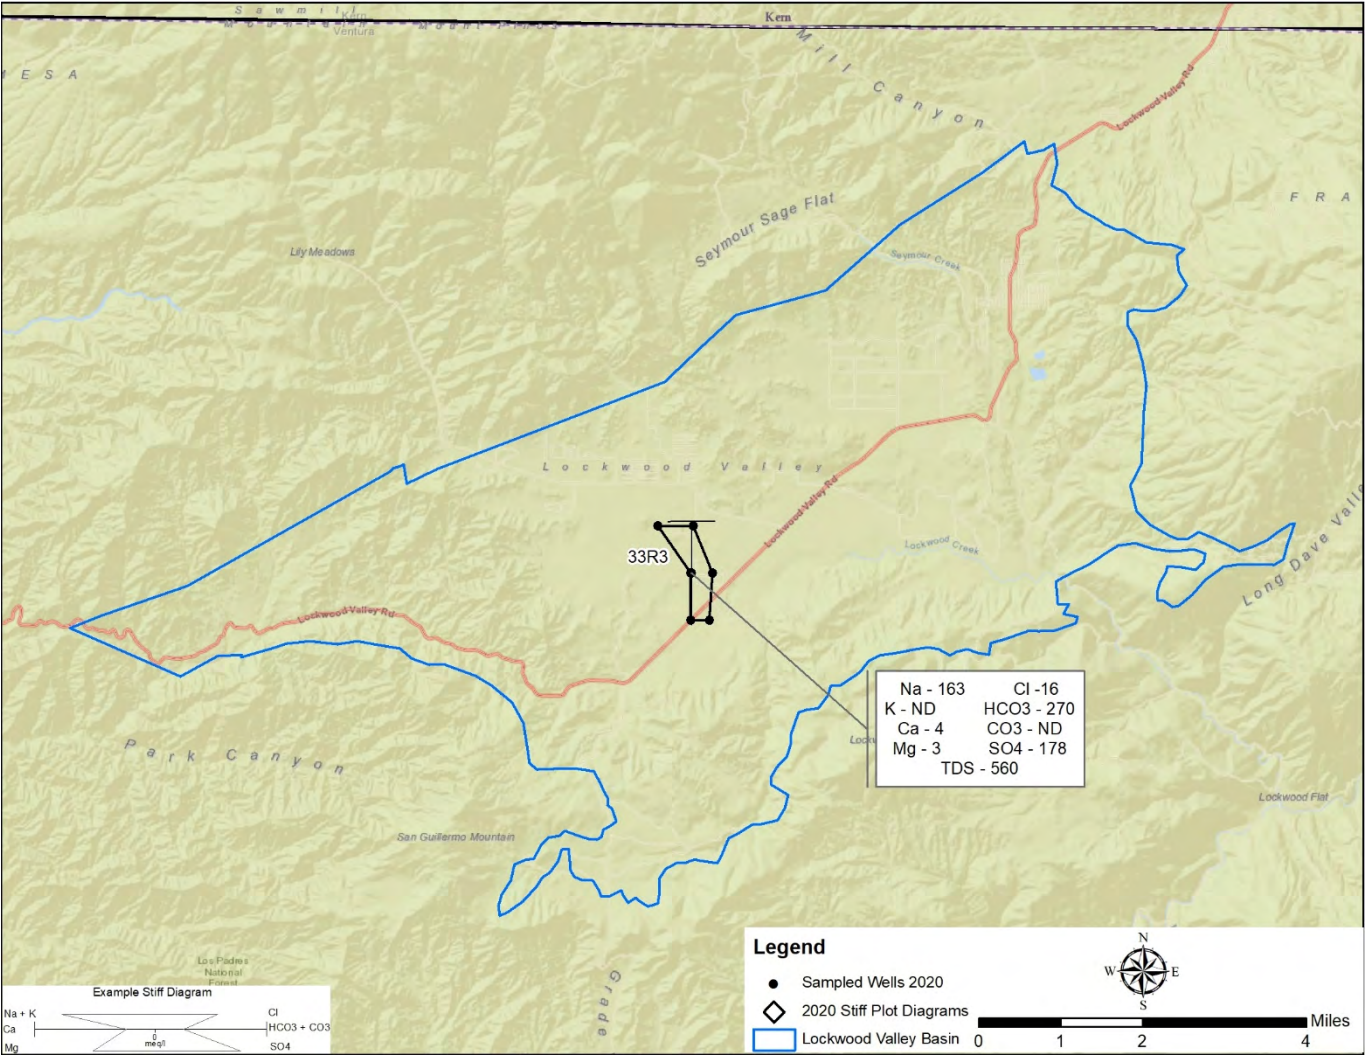 Sawmill
Kern
Kern
Mountain - Mount Pinos
Ventura
MESA
Mill Canyon
Lockwood Valley Rd
FRA
Seymour Sage Flat
Lily Meadows
Seymour Creek
Lockwood Valley
Lockwood Valley Rd
33R3
Lockwood Creek
Long Dave Valle
Lockwood Valley Rd
Na - 163 Cl -16
K - ND HCO3 - 270
Ca - 4 CO3 - ND
Mg - 3 SO4 - 178
TDS - 560
Park Canyon
Lockwood Flat
San Guillermo Mountain
Los Padres
National
Forest
Grade
Example Stiff Diagram
Na + K Cl
Ca HCO3 + CO3
0
meq/l
Mg SO4
Legend
Sampled Wells 2020
2020 Stiff Plot Diagrams
Lockwood Valley Basin
N
W E
S
Miles
0 1 2 4